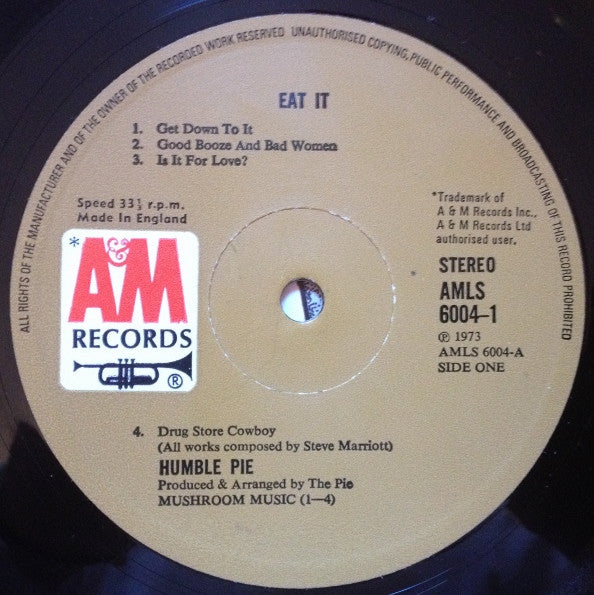 ALL RIGHTS OF THE MANUFACTURER AND OF THE OWNER OF THE RECORDED WORK RESERVED UNAUTHORISED COPYING, PUBLIC PERFORMANCE AND BROADCASTING OF THIS RECORD PROHIBITED
EAT IT
1. Get Down To It
2. Good Booze And Bad Women
3. Is It For Love?
Speed 33⅓ r.p.m.
Made In England
*Trademark of
A & M Records Inc.,
A & M Records Ltd
authorised user.
*
A&M
RECORDS
®
STEREO
AMLS
6004-1
℗ 1973
AMLS 6004-A
SIDE ONE
4. Drug Store Cowboy
(All works composed by Steve Marriott)
HUMBLE PIE
Produced & Arranged by The Pie
MUSHROOM MUSIC (1—4)